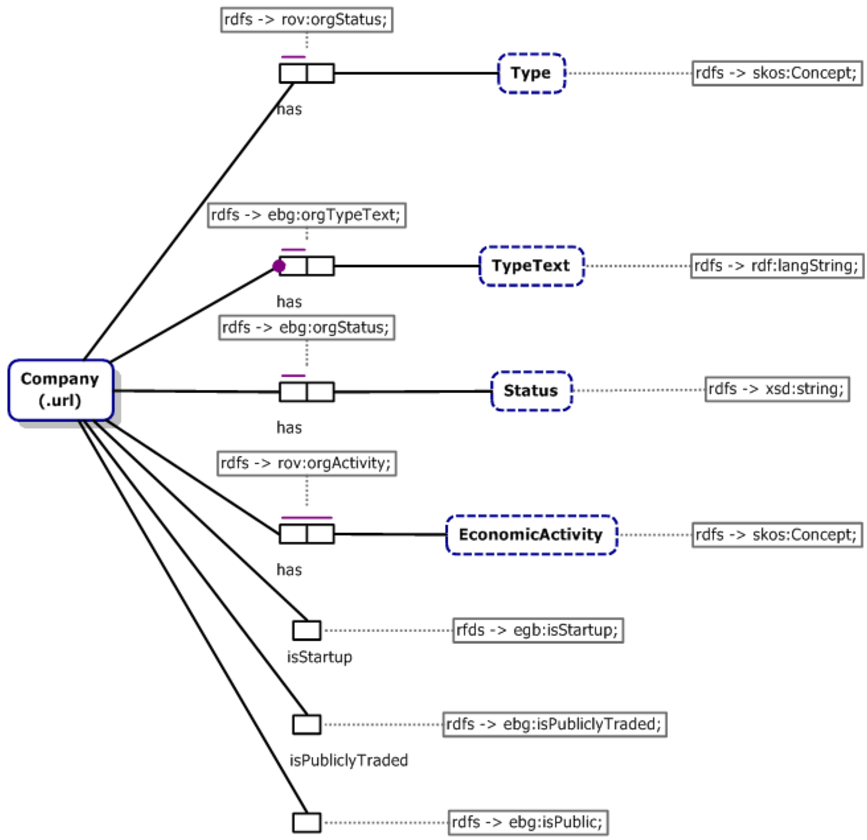 rdfs -> rov:orgStatus;
Type
rdfs -> skos:Concept;
has
rdfs -> ebg:orgTypeText;
TypeText
rdfs -> rdf:langString;
has
rdfs -> ebg:orgStatus;
Company
(.url)
Status
rdfs -> xsd:string;
has
rdfs -> rov:orgActivity;
EconomicActivity
rdfs -> skos:Concept;
has
rfds -> egb:isStartup;
isStartup
rdfs -> ebg:isPubliclyTraded;
isPubliclyTraded
rdfs -> ebg:isPublic;